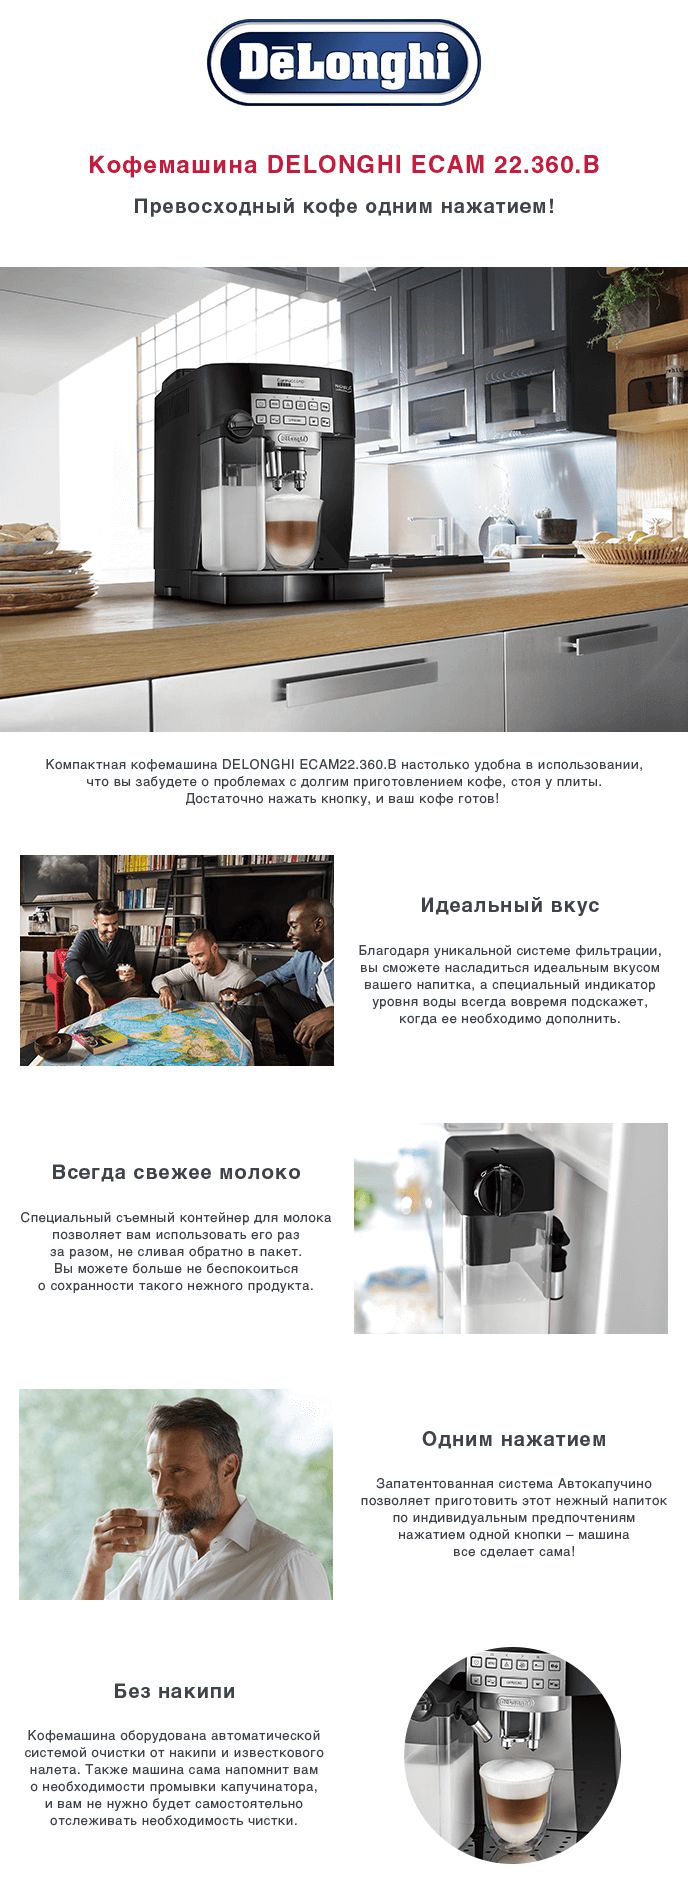 DēLonghi
Кофемашина DELONGHI ECAM 22.360.B
Превосходный кофе одним нажатием!
Cappuccino
DēLonghi
Компактная кофемашина DELONGHI ECAM22.360.B настолько удобна в использовании,
что вы забудете о проблемах с долгим приготовлением кофе, стоя у плиты.
Достаточно нажать кнопку, и ваш кофе готов!
Идеальный вкус
Благодаря уникальной системе фильтрации,
вы сможете насладиться идеальным вкусом
вашего напитка, а специальный индикатор
уровня воды всегда вовремя подскажет,
когда ее необходимо дополнить.
Всегда свежее молоко
Специальный съемный контейнер для молока
позволяет вам использовать его раз
за разом, не сливая обратно в пакет.
Вы можете больше не беспокоиться
о сохранности такого нежного продукта.
Одним нажатием
Запатентованная система Автокапучино
позволяет приготовить этот нежный напиток
по индивидуальным предпочтениям
нажатием одной кнопки – машина
все сделает сама!
Без накипи
Кофемашина оборудована автоматической
системой очистки от накипи и известкового
налета. Также машина сама напомнит вам
о необходимости промывки капучинатора,
и вам не нужно будет самостоятельно
отслеживать необходимость чистки.
DēLonghi